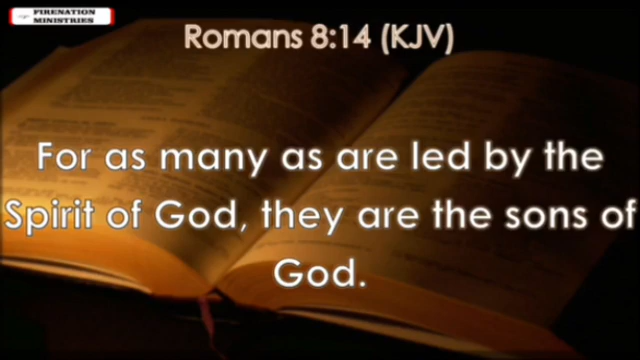 FIRENATION
MINISTRIES
Romans 8:14 (KJV)
For as many as are led by the
Spirit of God, they are the sons of
God.